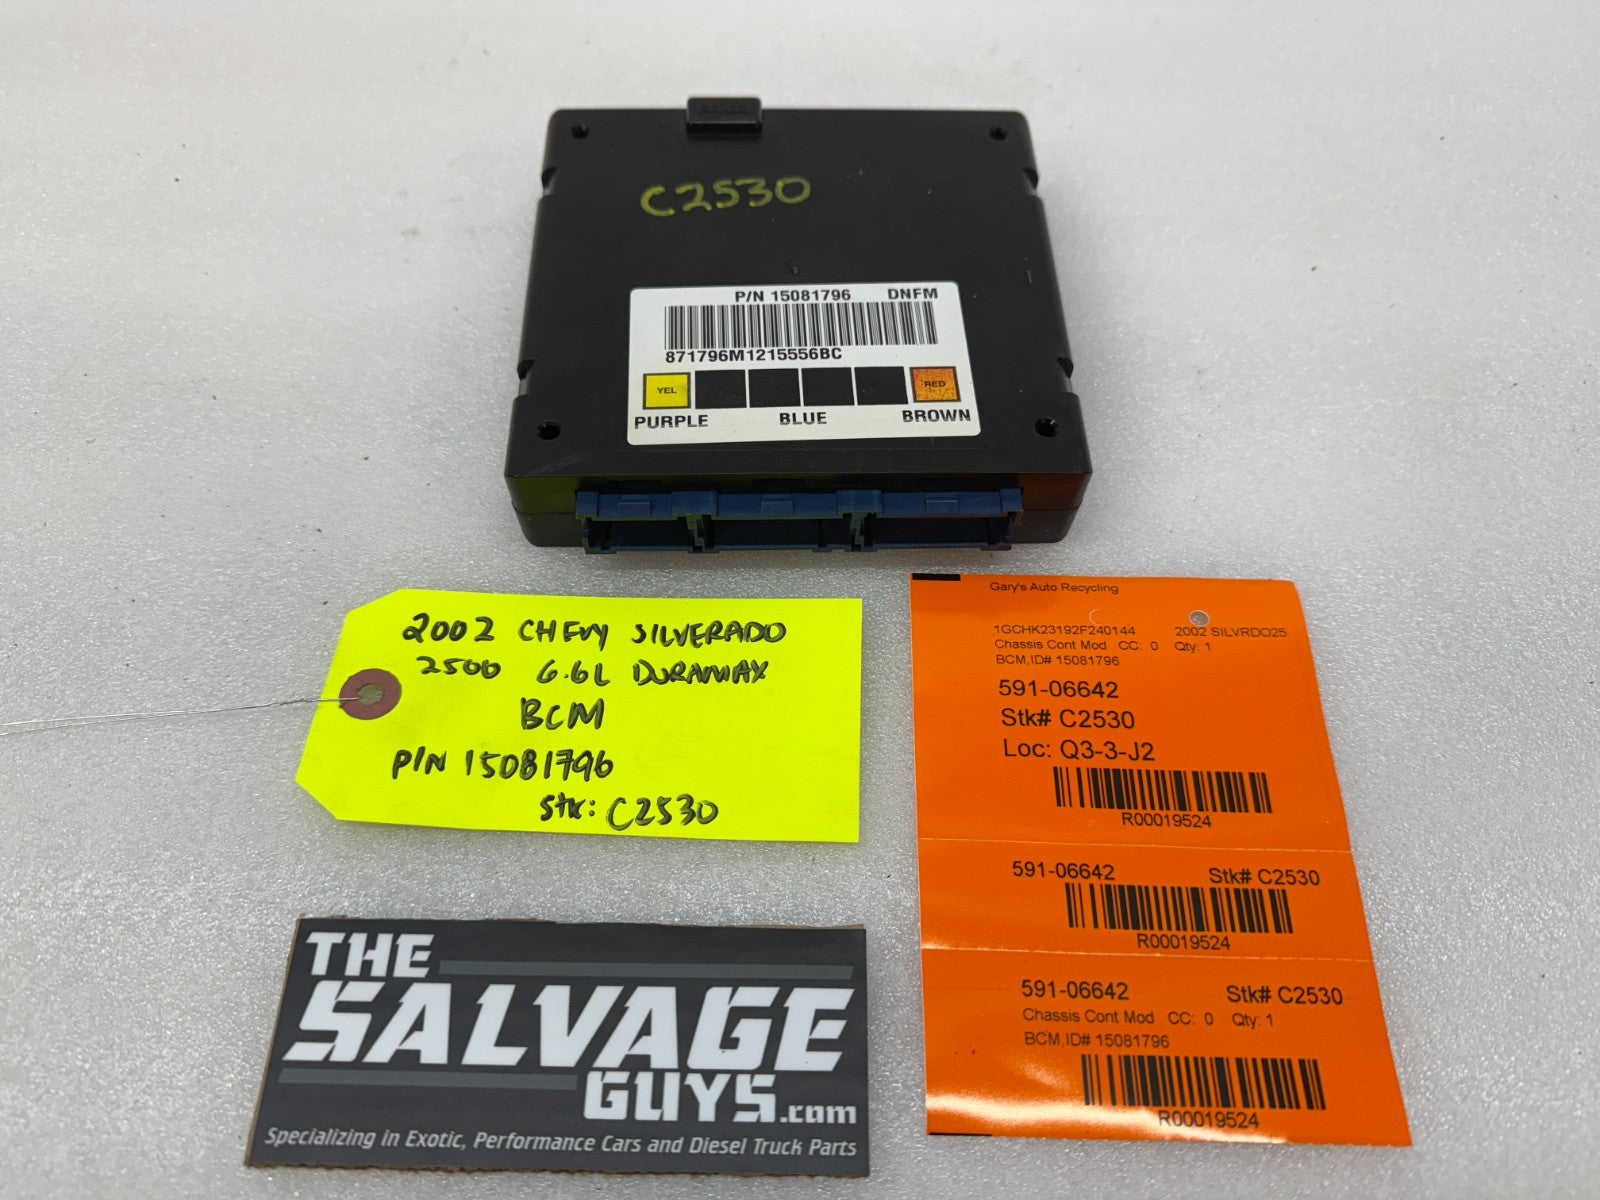 C2530
P/N 15081796 DNFM
871796M1215556BC
YEL RED
PURPLE BLUE BROWN
2002 CHEVY SILVERADO
2500 6.6L DURAMAX
BCM
P/N 15081796
Stk: C2530
Gary's Auto Recycling
1GCHK23192F240144 2002 SILVRDO25
Chassis Cont Mod CC: 0 Qty: 1
BCM,ID# 15081796
591-06642
Stk# C2530
Loc: Q3-3-J2
R00019524
591-06642 Stk# C2530
R00019524
591-06642 Stk# C2530
Chassis Cont Mod CC: 0 Qty: 1
BCM,ID# 15081796
R00019524
THE
SALVAGE
GUYS.com
Specializing in Exotic, Performance Cars and Diesel Truck Parts